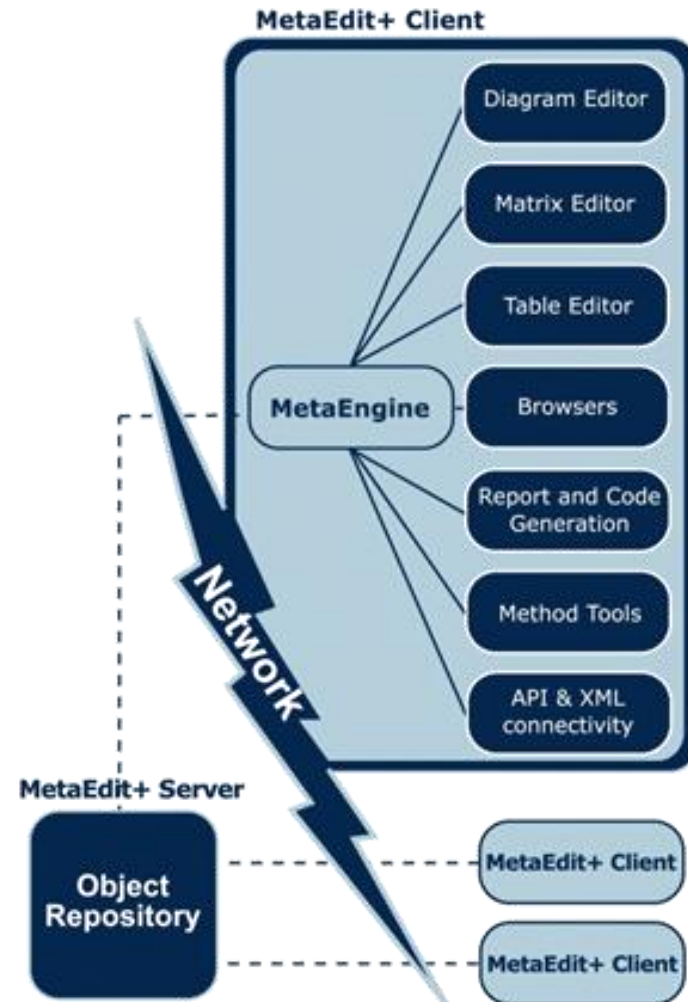 MetaEdit+ Client
Diagram Editor
Matrix Editor
Table Editor
MetaEngine
Browsers
Report and Code
Generation
Method Tools
API & XML
connectivity
Network
MetaEdit+ Server
Object
Repository
MetaEdit+ Client
MetaEdit+ Client